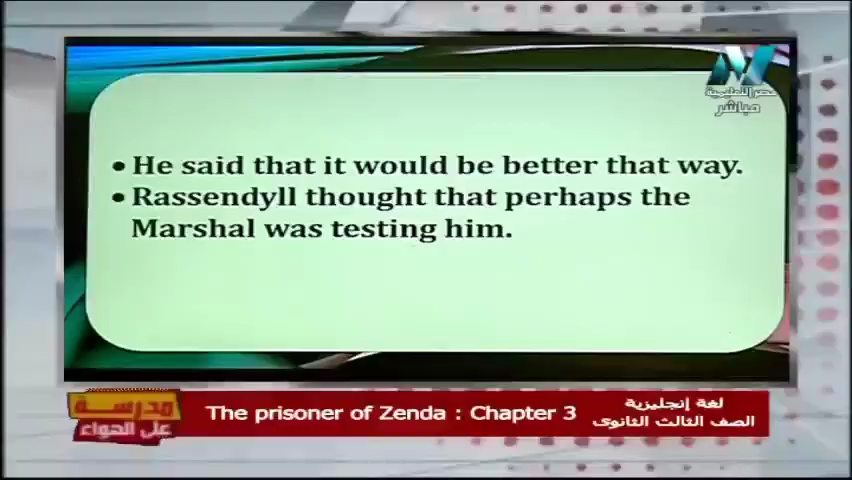 مصر التعليمية
مباشر
• He said that it would be better that way.
• Rassendyll thought that perhaps the
Marshal was testing him.
مدرسة
على الهواء
The prisoner of Zenda : Chapter 3
لغة إنجليزية
الصف الثالث الثانوى